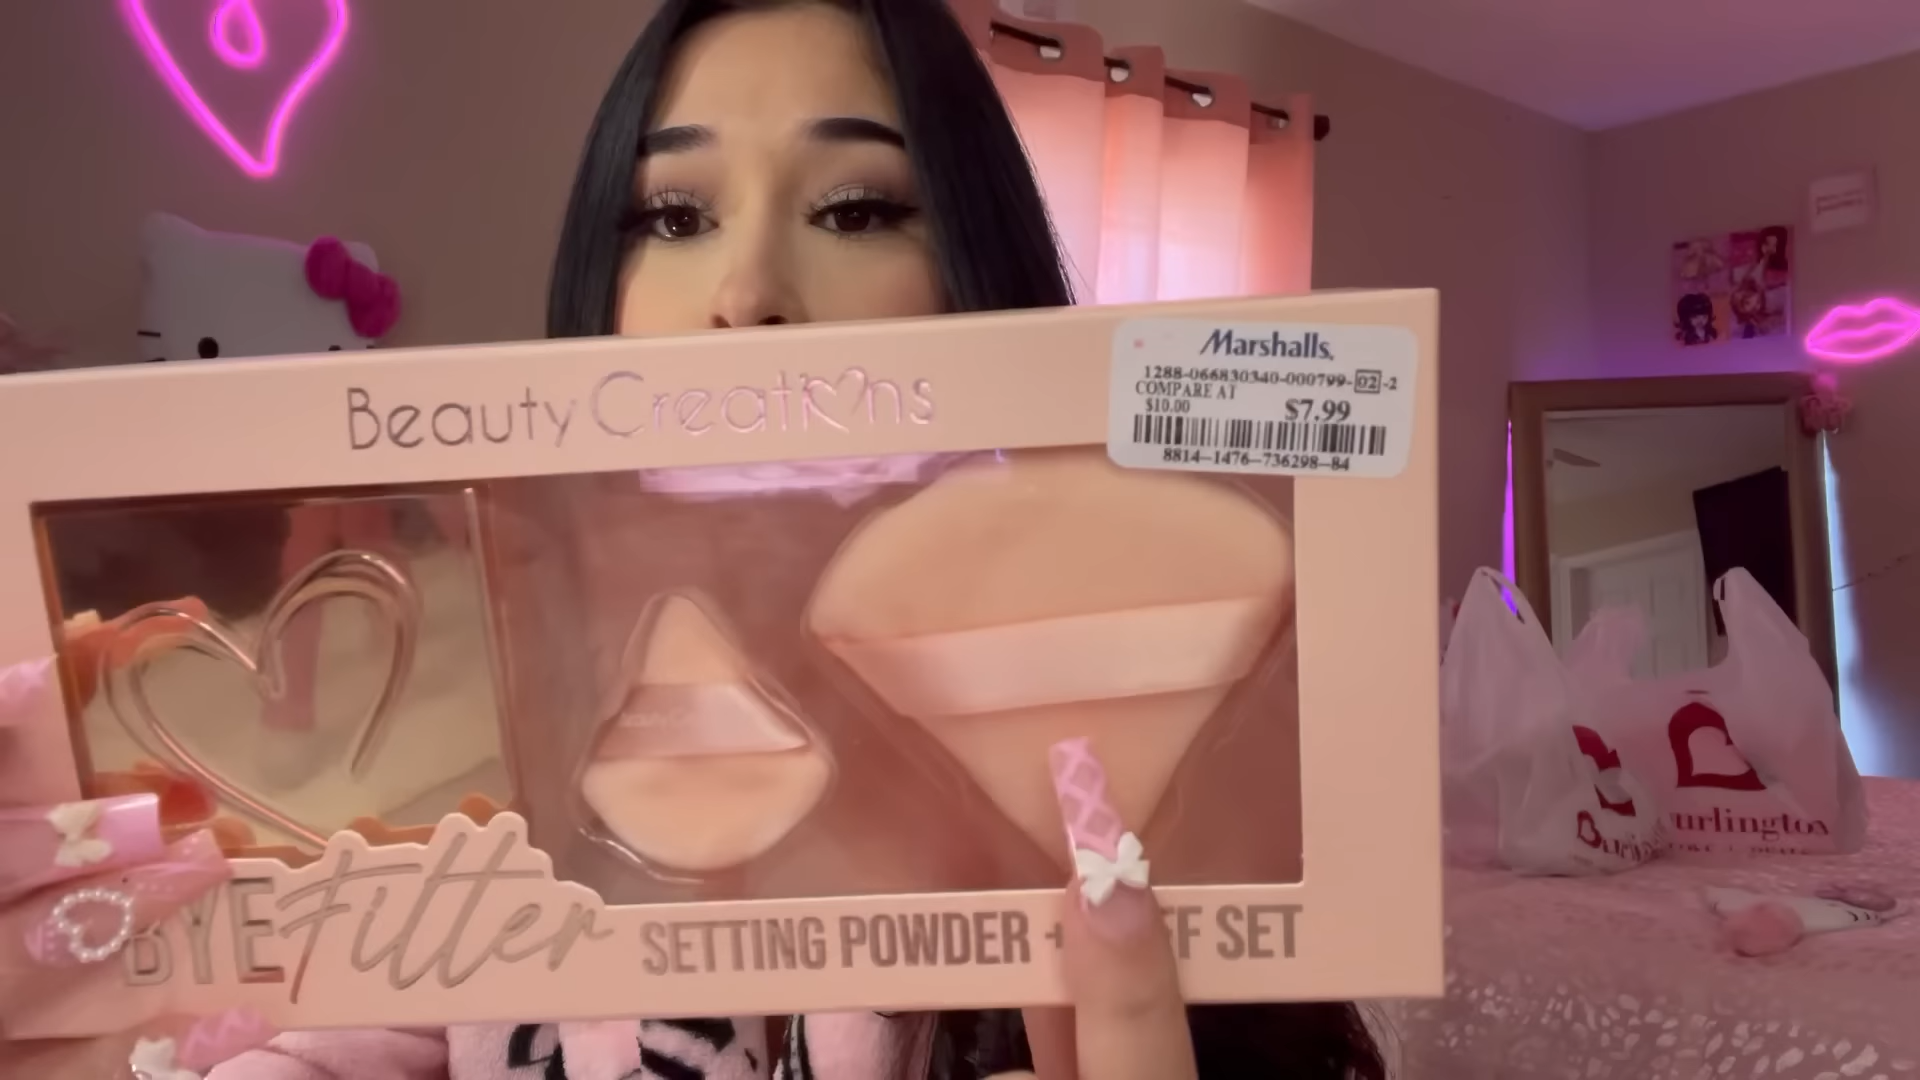 Marshalls
1288-066830340-000799-02-2
COMPARE AT
$10.00 $7.99
8814-1476-736298-84
Beauty Creations
BYE Filter
SETTING POWDER +
SET
Burlington